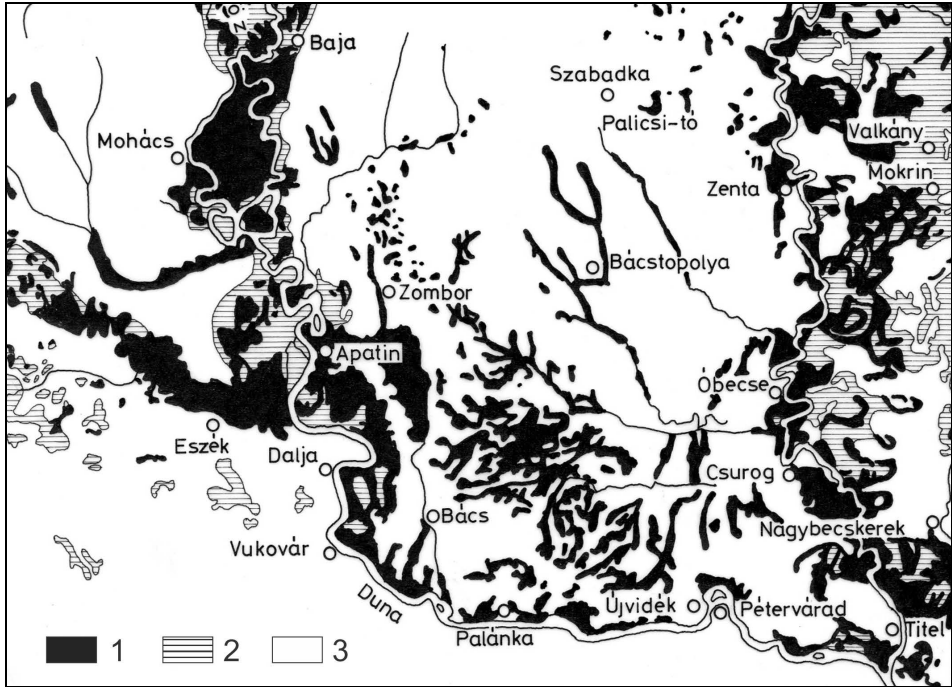 Baja
Szabadka
Palicsi-tó
Mohács
Valkány
Mokrin
Zenta
Bácstopolya
Zombor
Apatin
Óbecse
Eszék
Dalja
Csurog
Bács
Nagybecskerek
Vukovár
Duna
Palánka
Újvidék
Pétervárad
Titel
1
2
3